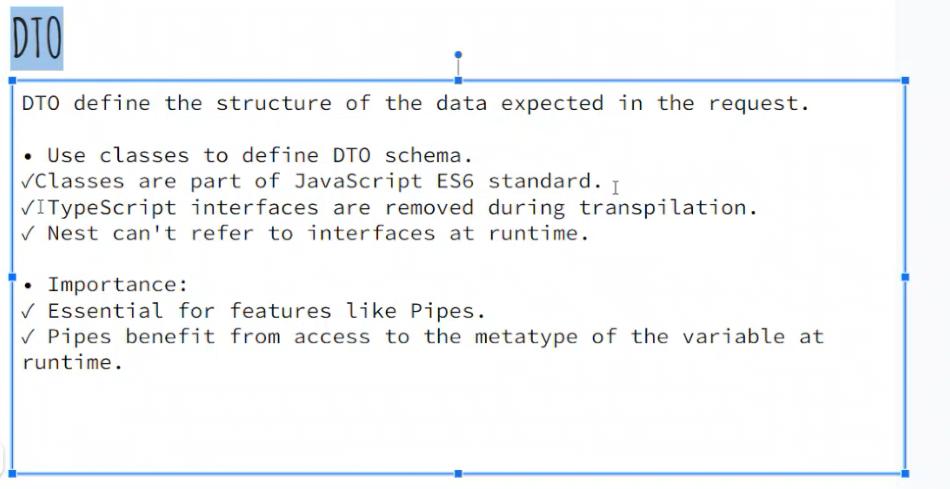 DTO
DTO define the structure of the data expected in the request.
• Use classes to define DTO schema.
✓Classes are part of JavaScript ES6 standard.
✓TypeScript interfaces are removed during transpilation.
✓ Nest can't refer to interfaces at runtime.
• Importance:
✓ Essential for features like Pipes.
✓ Pipes benefit from access to the metatype of the variable at
runtime.